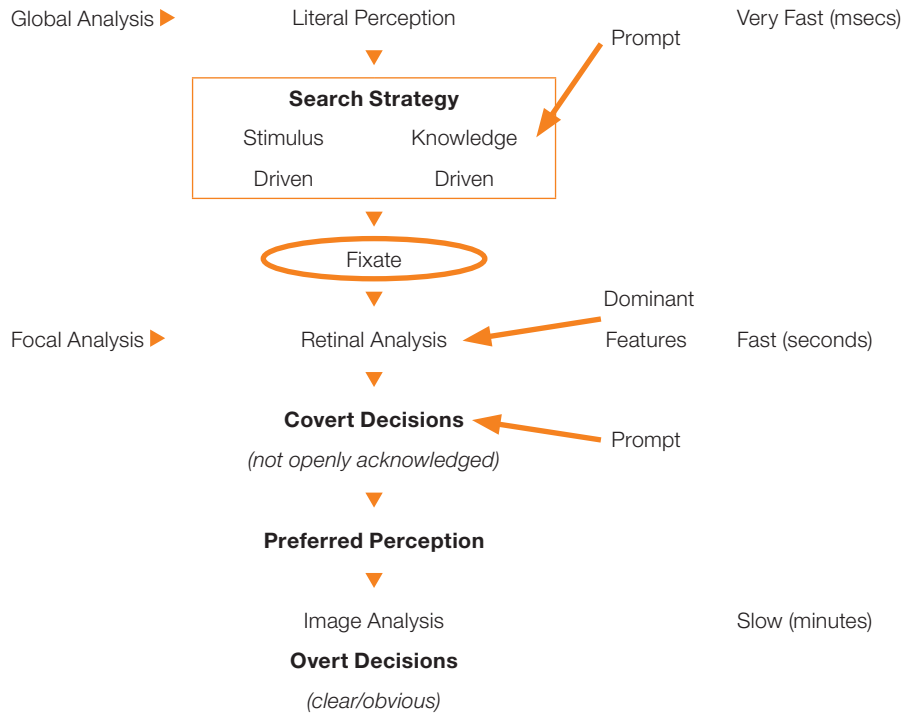 Global Analysis Literal Perception Very Fast (msecs)
Prompt
Search Strategy
Stimulus Knowledge
Driven Driven
Fixate
Dominant
Focal Analysis Retinal Analysis Features Fast (seconds)
Covert Decisions
Prompt
(not openly acknowledged)
Preferred Perception
Image Analysis Slow (minutes)
Overt Decisions
(clear/obvious)